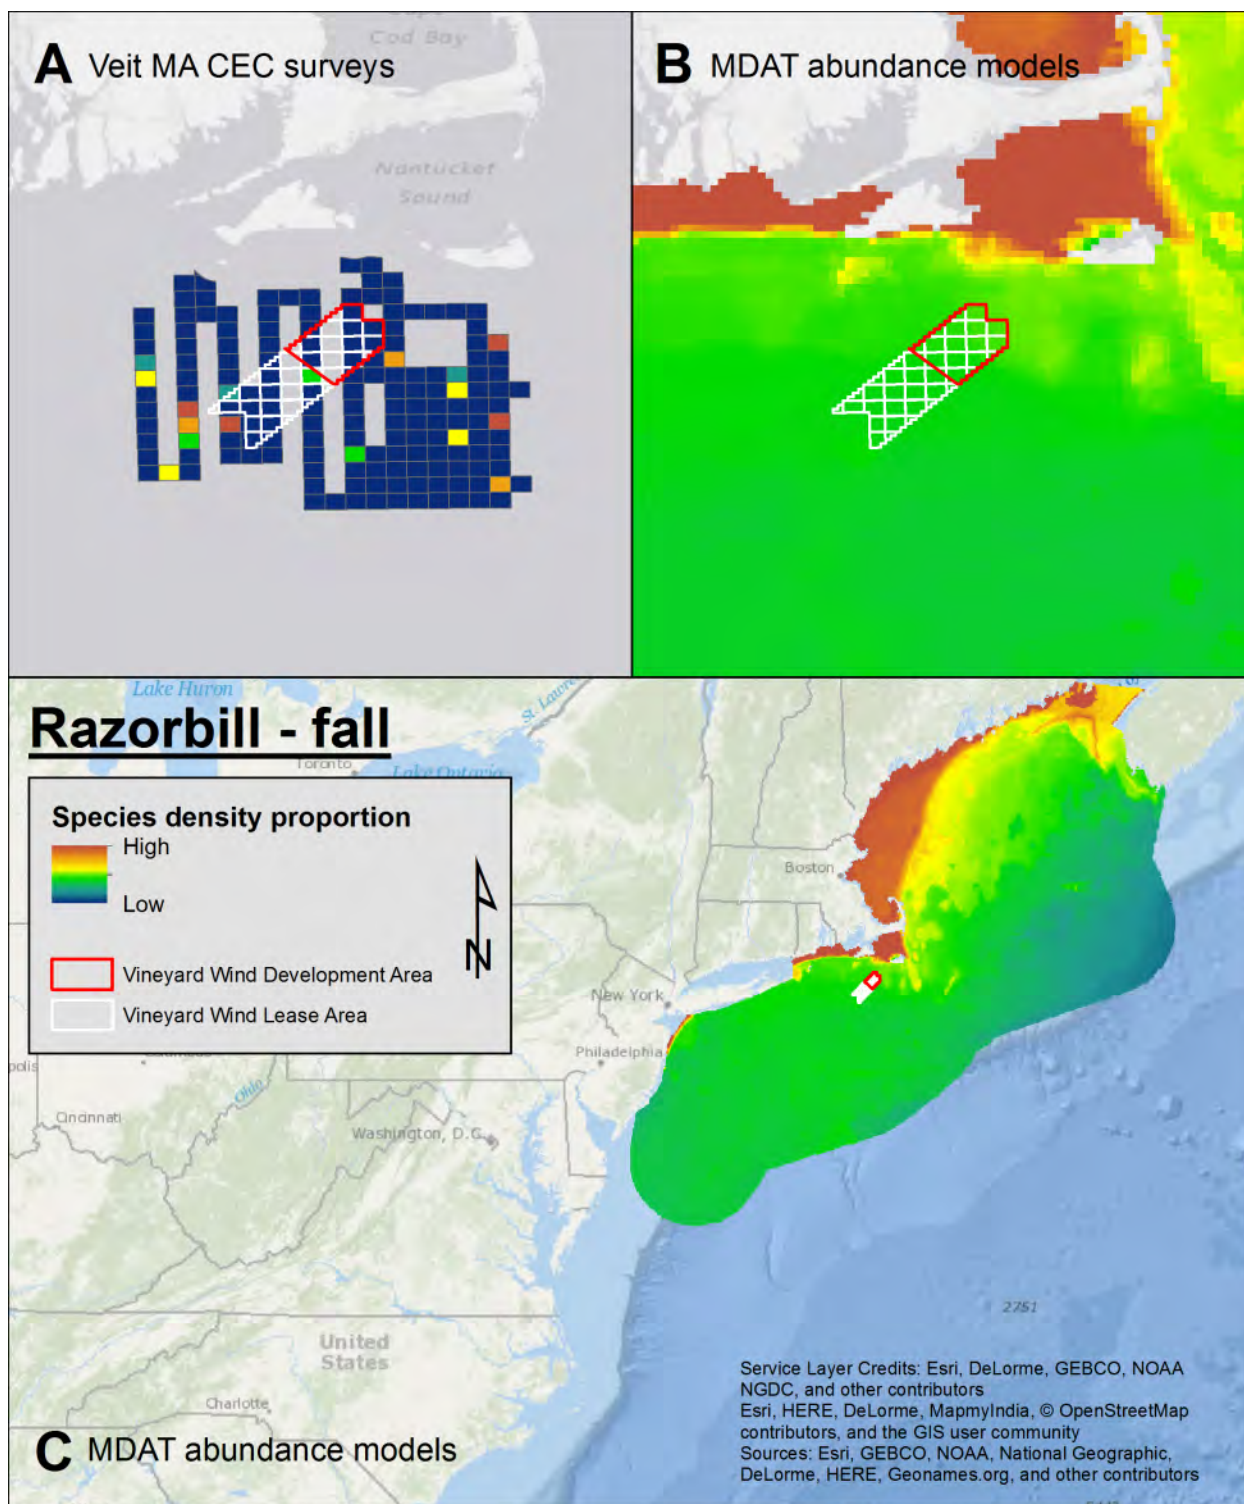 A Veit MA CEC surveys
Cod Bay
Nantucket
Sound
B MDAT abundance models
Lake Huron
St. Lawre
Razorbill - fall
Toronto
Lake Ontario
Species density proportion
High
Low
N
Vineyard Wind Development Area
Vineyard Wind Lease Area
Boston
New York
Philadelphia
polis
Ohio
Cincinnati
Washington, D.C.
2751
United
States
Charlotte
Service Layer Credits: Esri, DeLorme, GEBCO, NOAA
NGDC, and other contributors
Esri, HERE, DeLorme, MapmyIndia, © OpenStreetMap
contributors, and the GIS user community
Sources: Esri, GEBCO, NOAA, National Geographic,
DeLorme, HERE, Geonames.org, and other contributors
C MDAT abundance models